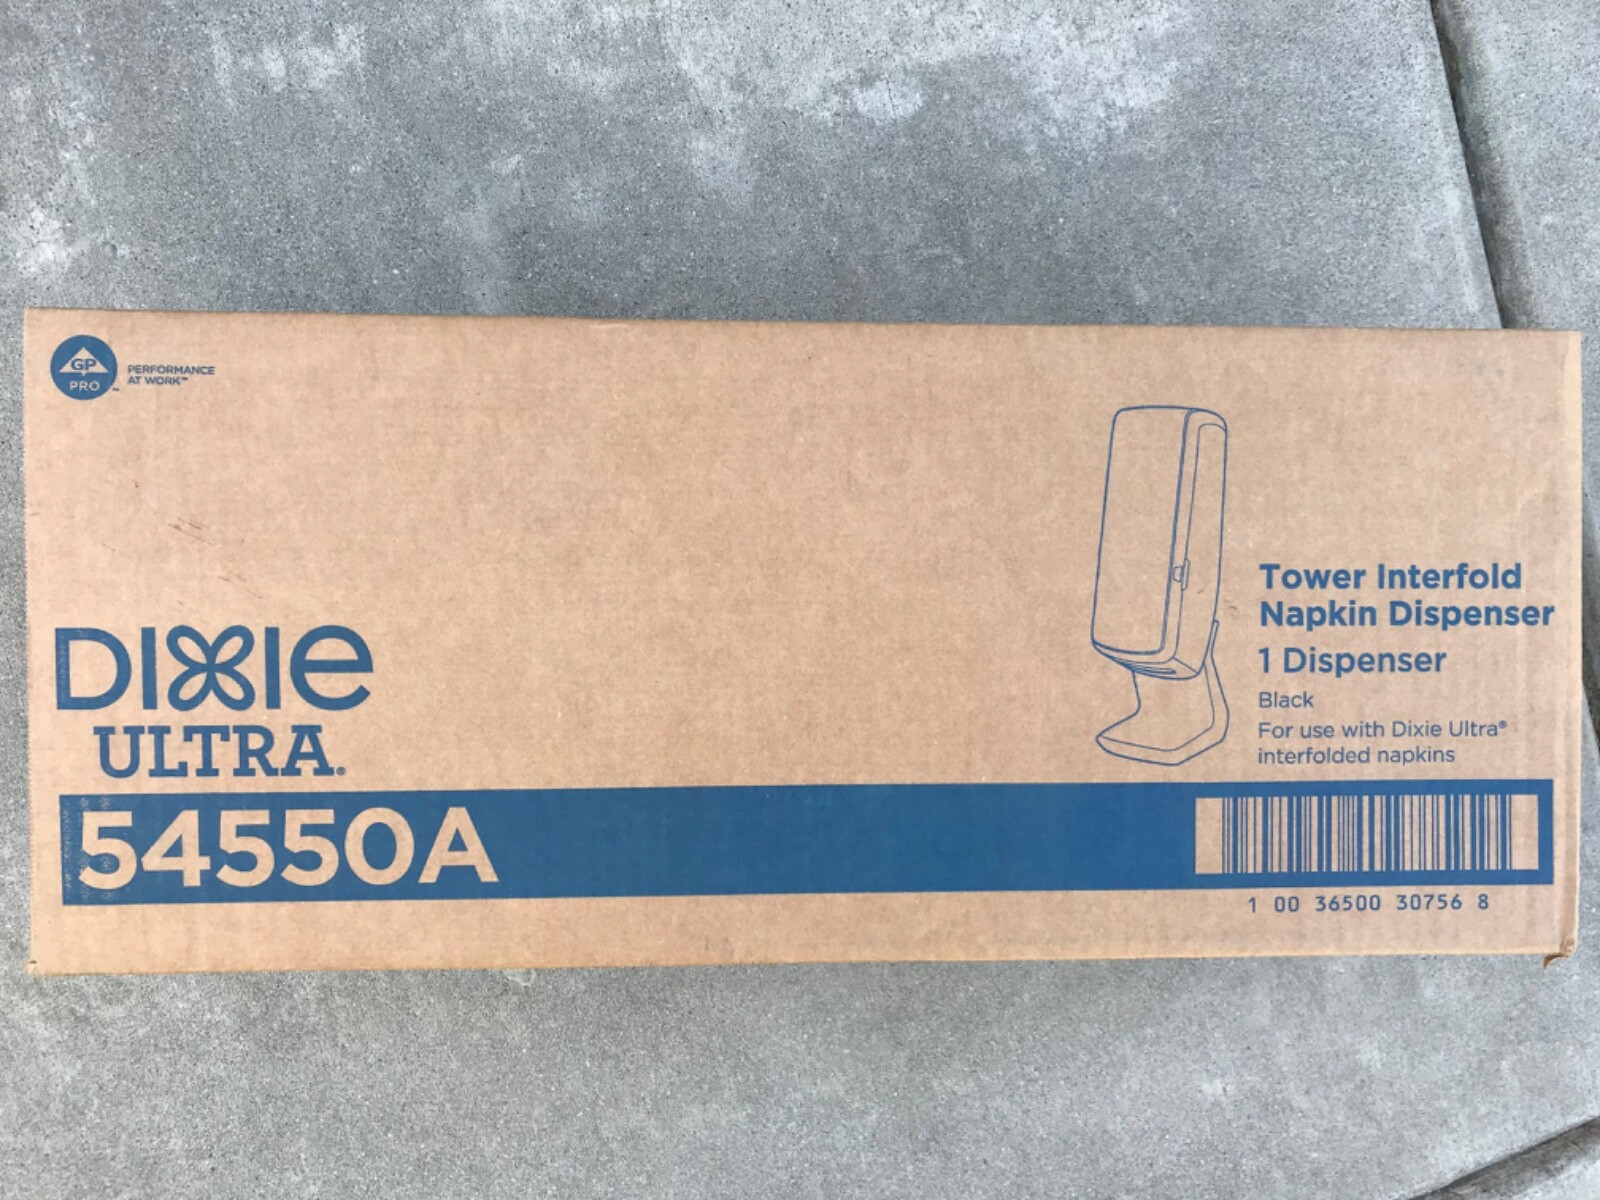 GP
PRO™
PERFORMANCE
AT WORK™
DIXIE
ULTRA®
54550A
Tower Interfold
Napkin Dispenser
1 Dispenser
Black
For use with Dixie Ultra®
interfolded napkins
1 00 36500 30756 8